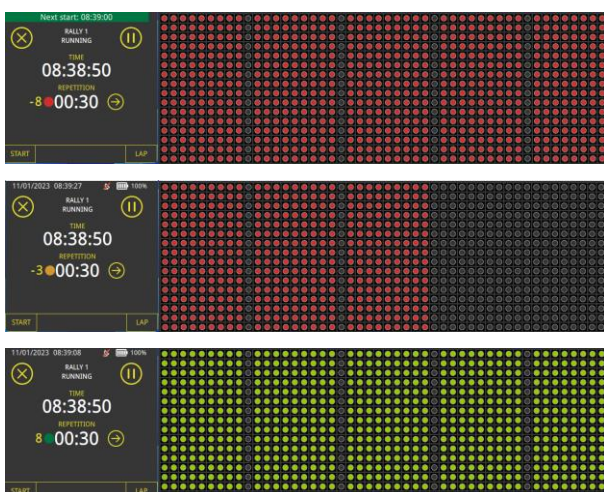 Next start: 08:39:00
RALLY 1
RUNNING
TIME
08:38:50
REPETITION
-8 00:30
START LAP
11/01/2023 08:39:27 100%
RALLY 1
RUNNING
TIME
08:38:50
REPETITION
-3 00:30
START LAP
11/01/2023 08:39:08 100%
RALLY 1
RUNNING
TIME
08:38:50
REPETITION
8 00:30
START LAP